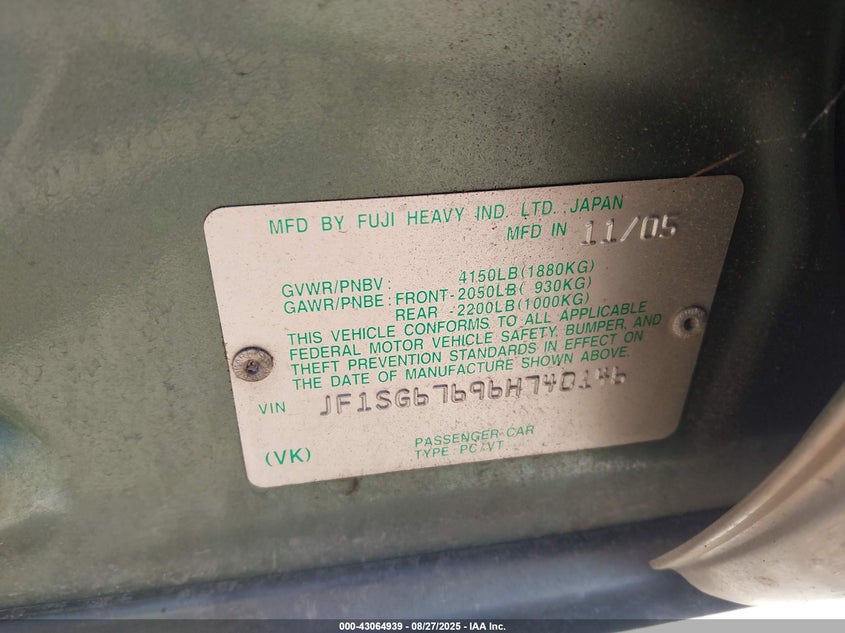 MFD BY FUJI HEAVY IND. LTD. JAPAN
MFD IN 11/05
GVWR/PNBV : 4150LB(1880KG)
GAWR/PNBE : FRONT-2050LB( 930KG)
REAR -2200LB(1000KG)
THIS VEHICLE CONFORMS TO ALL APPLICABLE
FEDERAL MOTOR VEHICLE SAFETY, BUMPER, AND
THEFT PREVENTION STANDARDS IN EFFECT ON
THE DATE OF MANUFACTURE SHOWN ABOVE.
VIN JF1SG67696H740146
PASSENGER CAR
(VK) TYPE PC/VT
000-43064939 - 08/27/2025 - IAA Inc.